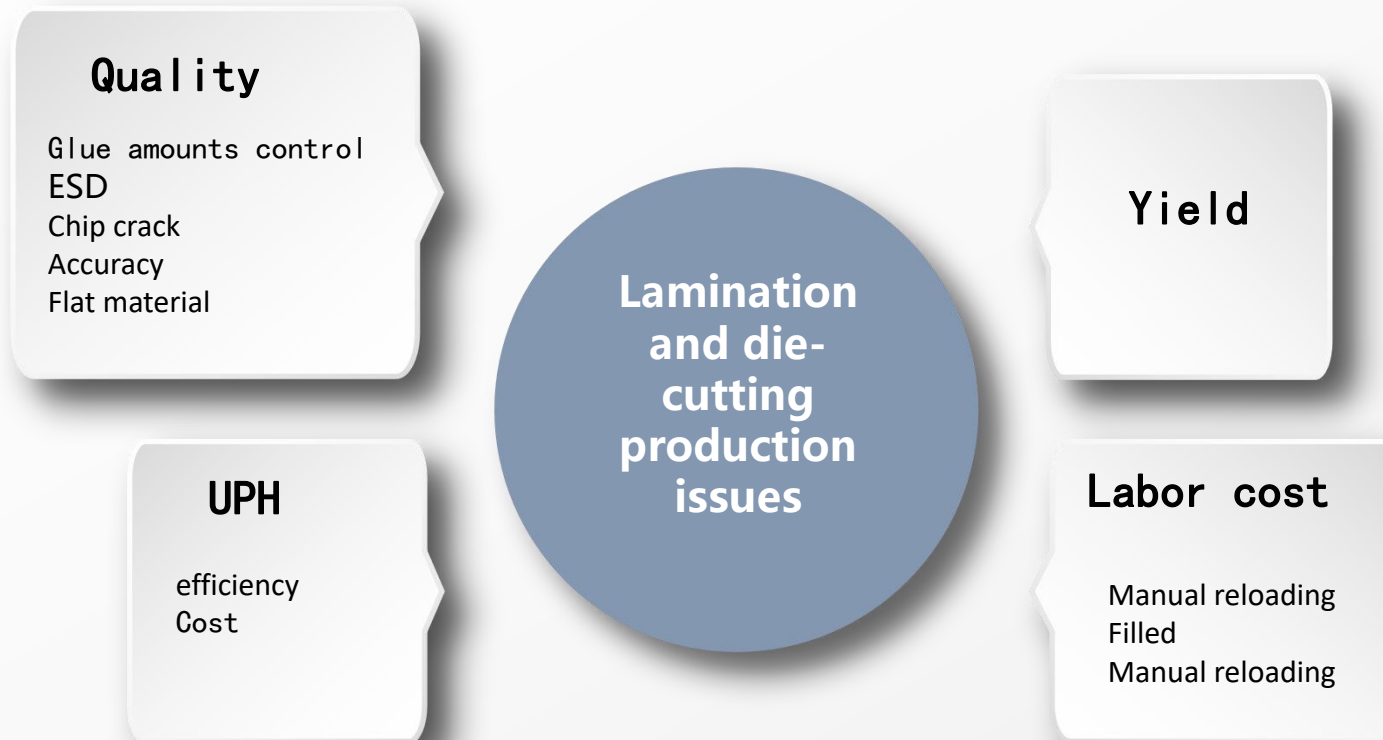 Quality
Glue amounts control
ESD
Chip crack
Accuracy
Flat material
UPH
efficiency
Cost
Lamination
and die-
cutting
production
issues
Yield
Labor cost
Manual reloading
Filled
Manual reloading